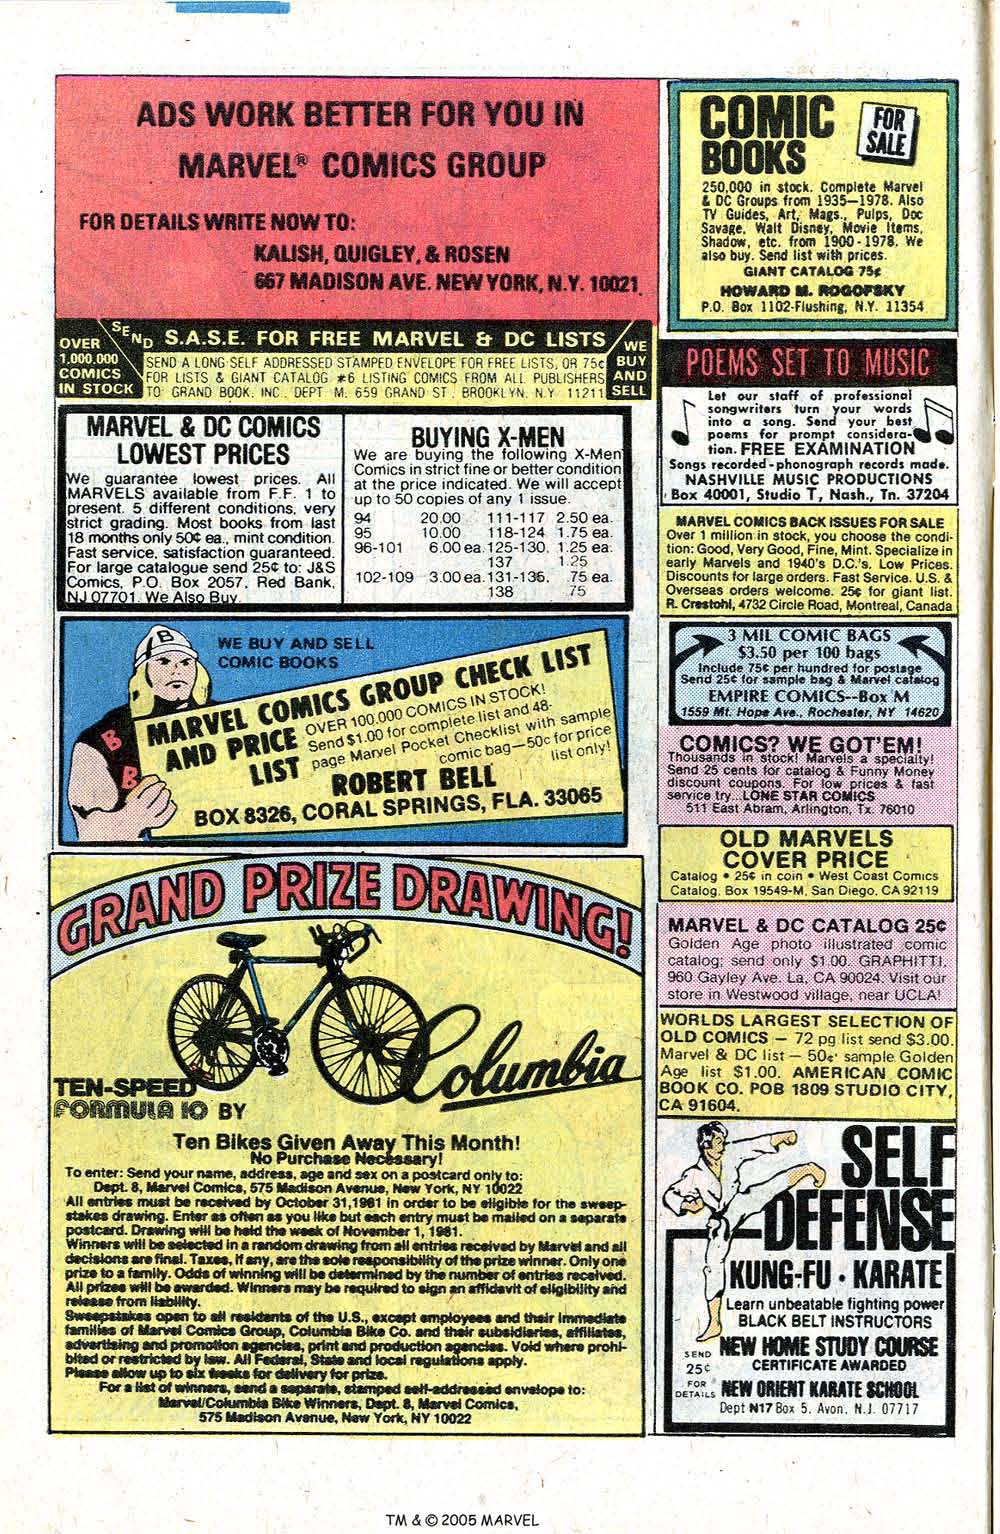 ADS WORK BETTER FOR YOU IN
MARVEL® COMICS GROUP
FOR DETAILS WRITE NOW TO:
KALISH, QUIGLEY, & ROSEN
667 MADISON AVE. NEW YORK, N.Y. 10021
OVER
1,000.000
COMICS
IN STOCK
SEND S.A.S.E. FOR FREE MARVEL & DC LISTS
SEND A LONG SELF ADDRESSED STAMPED ENVELOPE FOR FREE LISTS, OR 75¢
FOR LISTS & GIANT CATALOG #6 LISTING COMICS FROM ALL PUBLISHERS
TO: GRAND BOOK, INC., DEPT M. 659 GRAND ST., BROOKLYN, N.Y. 11211
WE
BUY
AND
SELL
MARVEL & DC COMICS
LOWEST PRICES
We guarantee lowest prices. All
MARVELS available from F.F. 1 to
present. 5 different conditions, very
strict grading. Most books from last
18 months only 50¢ ea., mint condition.
Fast service, satisfaction guaranteed.
For large catalogue send 25¢ to: J&S
Comics, P.O. Box 2057, Red Bank,
NJ 07701. We Also Buy.
BUYING X-MEN
We are buying the following X-Men
Comics in strict fine or better condition
at the price indicated. We will accept
up to 50 copies of any 1 issue.
94 20.00 111-117 2.50 ea.
95 10.00 118-124 1.75 ea.
96-101 6.00 ea. 125-130, 1.25 ea.
137 1.25
102-109 3.00 ea. 131-136, .75 ea.
138 .75
WE BUY AND SELL
COMIC BOOKS
B
B
B
MARVEL COMICS GROUP CHECK LIST
AND PRICE
LIST
OVER 100,000 COMICS IN STOCK!
Send $1.00 for complete list and 48-
page Marvel Pocket Checklist with sample
comic bag—50¢ for price
list only!
ROBERT BELL
BOX 8326, CORAL SPRINGS, FLA. 33065
GRAND PRIZE DRAWING!
Columbia
TEN-SPEED
FORMULA 10 BY
Ten Bikes Given Away This Month!
No Purchase Necessary!
To enter: Send your name, address, age and sex on a postcard only to:
Dept. 8, Marvel Comics, 575 Madison Avenue, New York, NY 10022
All entries must be received by October 31,1981 in order to be eligible for the sweep-
stakes drawing. Enter as often as you like but each entry must be mailed on a separate
postcard. Drawing will be held the week of November 1, 1981.
Winners will be selected in a random drawing from all entries received by Marvel and all
decisions are final. Taxes, if any, are the sole responsibility of the prize winner. Only one
prize to a family. Odds of winning will be determined by the number of entries received.
All prizes will be awarded. Winners may be required to sign an affidavit of eligibility and
release from liability.
Sweepstakes open to all residents of the U.S., except employees and their immediate
families of Marvel Comics Group, Columbia Bike Co. and their subsidiaries, affiliates,
advertising and promotion agencies, print and production agencies. Void where prohi-
bited or restricted by law. All Federal, State and local regulations apply.
Please allow up to six weeks for delivery for prize.
For a list of winners, send a separate, stamped self-addressed envelope to:
Marvel/Columbia Bike Winners, Dept. 8, Marvel Comics,
575 Madison Avenue, New York, NY 10022
COMIC
BOOKS
FOR
SALE
250,000 in stock. Complete Marvel
& DC Groups from 1935—1978. Also
TV Guides, Art, Mags., Pulps, Doc
Savage, Walt Disney, Movie Items,
Shadow, etc. from 1900-1978. We
also buy. Send list with prices.
GIANT CATALOG 75¢
HOWARD M. ROGOFSKY
P.O. Box 1102-Flushing, N.Y. 11354
POEMS SET TO MUSIC
Let our staff of professional
songwriters turn your words
into a song. Send your best
poems for prompt considera-
tion. FREE EXAMINATION
Songs recorded-phonograph records made.
NASHVILLE MUSIC PRODUCTIONS
Box 40001, Studio T, Nash., Tn. 37204
MARVEL COMICS BACK ISSUES FOR SALE
Over 1 million in stock, you choose the condi-
tion: Good, Very Good, Fine, Mint. Specialize in
early Marvels and 1940's D.C.'s. Low Prices.
Discounts for large orders. Fast Service. U.S. &
Overseas orders welcome. 25¢ for giant list.
R. Crestohl, 4732 Circle Road, Montreal, Canada
3 MIL COMIC BAGS
$3.50 per 100 bags
Include 75¢ per hundred for postage
Send 25¢ for sample bag & Marvel catalog
EMPIRE COMICS--Box M
1559 Mt. Hope Ave., Rochester, NY 14620
COMICS? WE GOT'EM!
Thousands in stock! Marvels a specialty!
Send 25 cents for catalog & Funny Money
discount coupons. For low prices & fast
service try...LONE STAR COMICS
511 East Abram, Arlington, Tx. 76010
OLD MARVELS
COVER PRICE
Catalog • 25¢ in coin • West Coast Comics
Catalog, Box 19549-M, San Diego, CA 92119
MARVEL & DC CATALOG 25¢
Golden Age photo illustrated comic
catalog; send only $1.00. GRAPHITTI,
960 Gayley Ave. La, CA 90024. Visit our
store in Westwood village, near UCLA!
WORLDS LARGEST SELECTION OF
OLD COMICS — 72 pg list send $3.00.
Marvel & DC list — 50¢ sample Golden
Age list $1.00. AMERICAN COMIC
BOOK CO. POB 1809 STUDIO CITY,
CA 91604.
SELF
DEFENSE
KUNG-FU · KARATE
Learn unbeatable fighting power
BLACK BELT INSTRUCTORS
NEW HOME STUDY COURSE
CERTIFICATE AWARDED
SEND
25¢
FOR
DETAILS
NEW ORIENT KARATE SCHOOL
Dept N17 Box 5, Avon, N.J. 07717
TM & © 2005 MARVEL